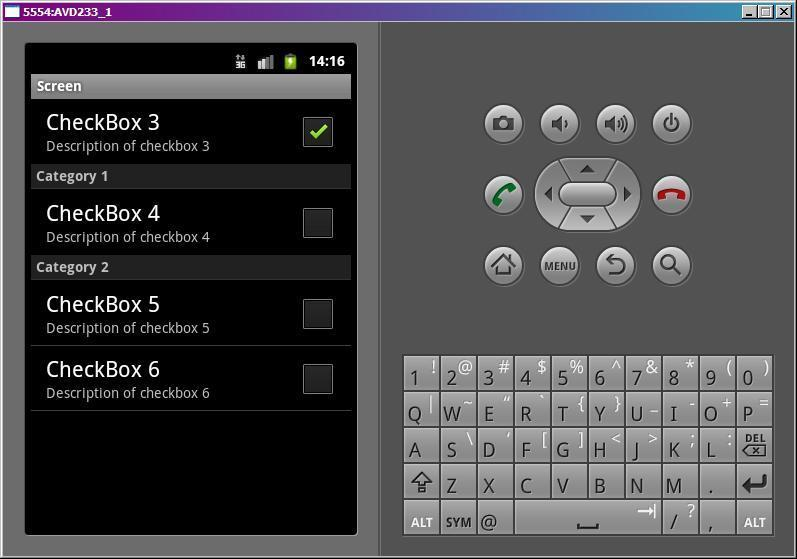 5554:AVD233_1
3G 14:16
Screen
CheckBox 3
Description of checkbox 3
Category 1
CheckBox 4
Description of checkbox 4
Category 2
CheckBox 5
Description of checkbox 5
CheckBox 6
Description of checkbox 6
MENU
1 ! 2 @ 3 # 4 $ 5 % 6 ^ 7 & 8 * 9 ( 0 )
Q | W ~ E “ R ` T { Y } U _ I - O + P =
A S \ D ‘ F [ G ] H < J > K ; L : DEL
Z X C V B N M .
ALT SYM @ / ? , ALT